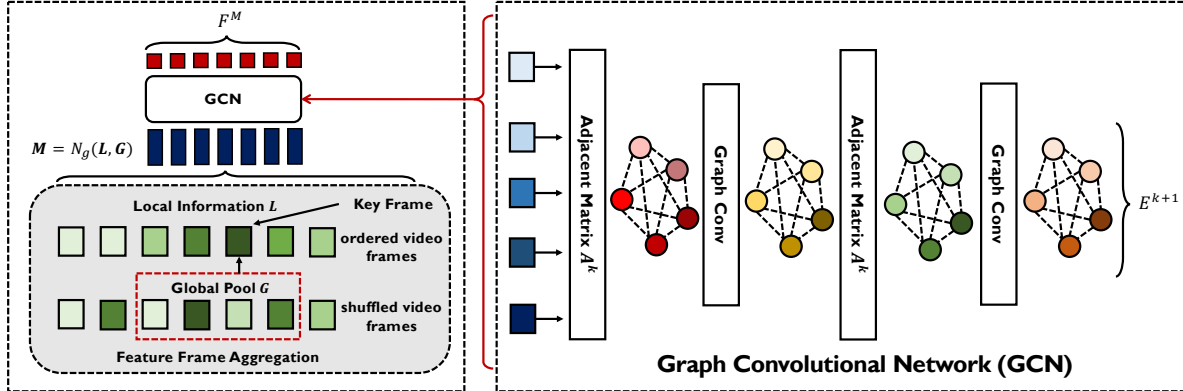 F^M
GCN
M = N_g(L, G)
Local Information L
Key Frame
ordered video
frames
Global Pool G
shuffled video
frames
Feature Frame Aggregation
Adjacent Matrix A^k
Graph Conv
Adjacent Matrix A^k
Graph Conv
E^{k+1}
Graph Convolutional Network (GCN)